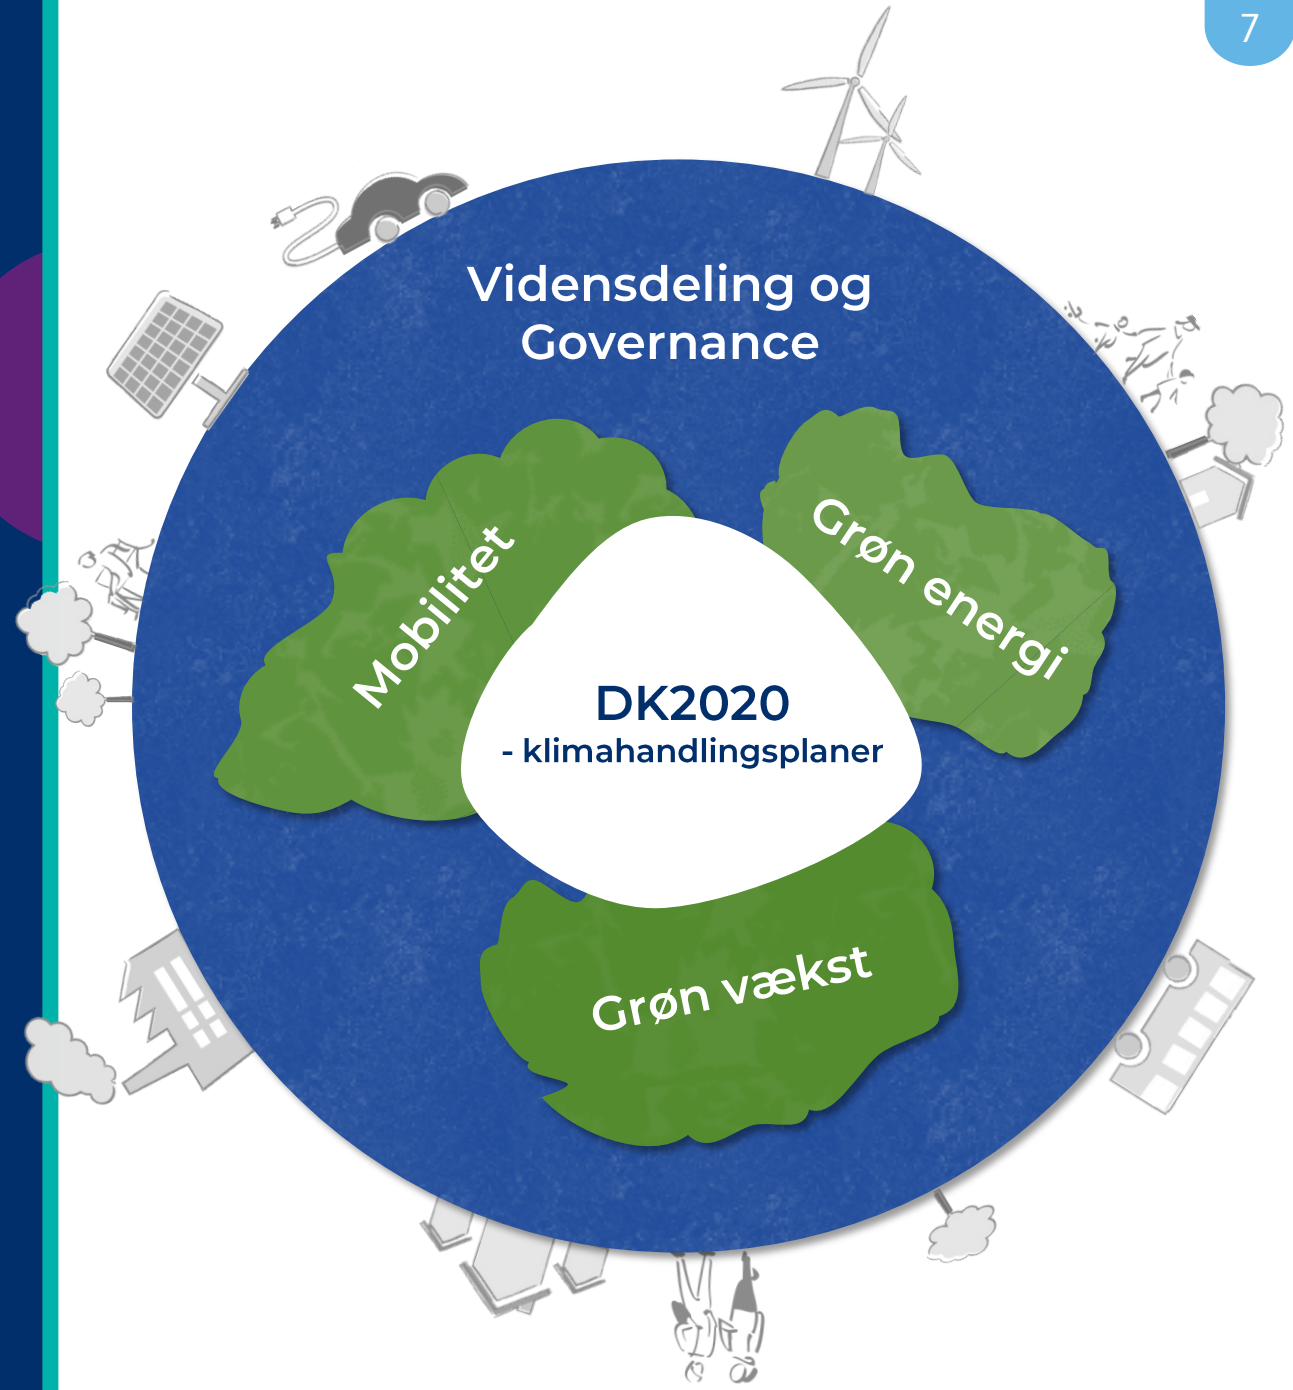 7
Vidensdeling og
Governance
Mobilitet
Grøn energi
DK2020
- klimahandlingsplaner
Grøn vækst